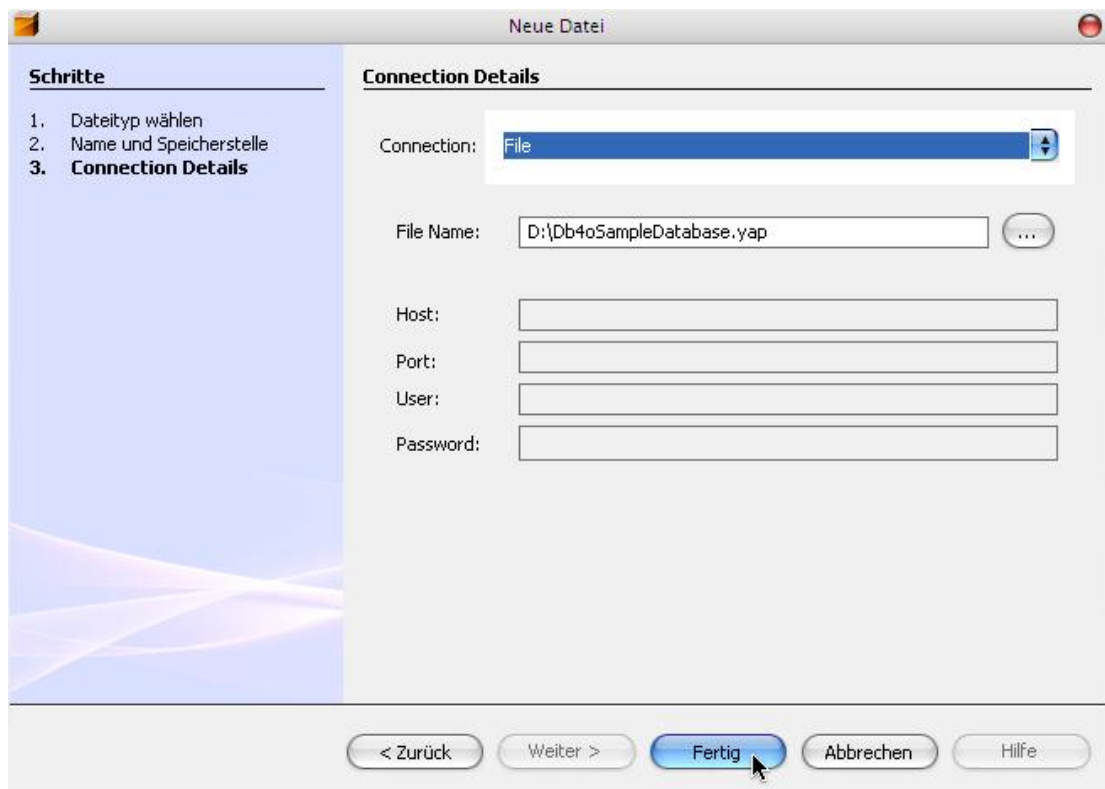 Neue Datei
Schritte
1. Dateityp wählen
2. Name und Speicherstelle
3. Connection Details
Connection Details
Connection: File
File Name: D:\Db4oSampleDatabase.yap ...
Host:
Port:
User:
Password:
< Zurück Weiter > Fertig Abbrechen Hilfe